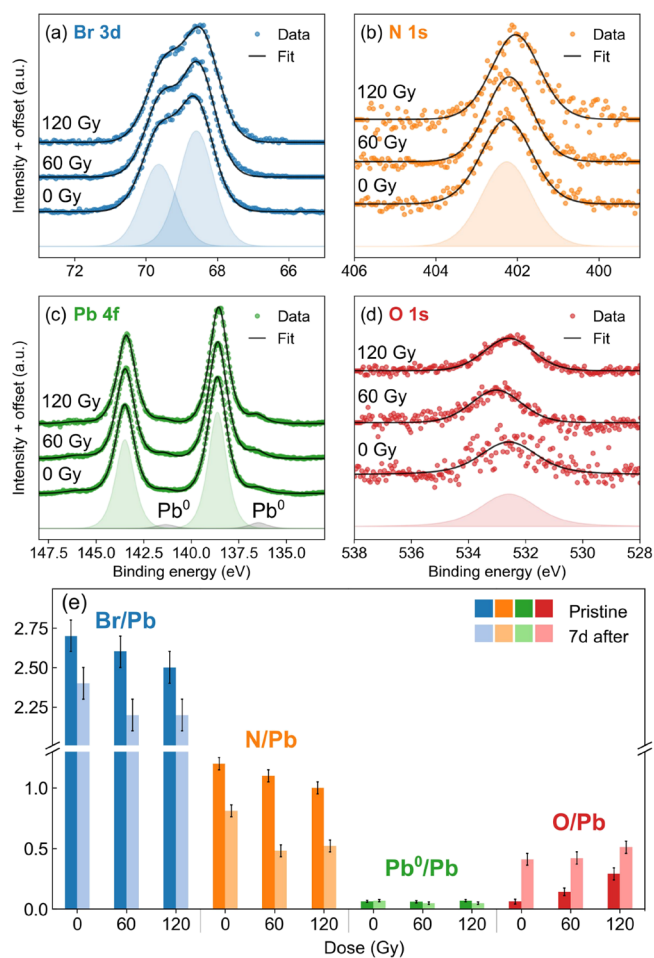 (a) Br 3d
Data
Fit
120 Gy
60 Gy
0 Gy
72 70 68 66
Intensity + offset (a.u.)
(b) N 1s
Data
Fit
120 Gy
60 Gy
0 Gy
406 404 402 400
(c) Pb 4f
Data
Fit
120 Gy
60 Gy
0 Gy
Pb⁰ Pb⁰
147.5 143.5 141.0 137.5 135.0
Binding energy (eV)
Intensity + offset (a.u.)
(d) O 1s
Data
Fit
120 Gy
60 Gy
0 Gy
538 536 534 532 530 528
Binding energy (eV)
(e)
Br/Pb
Pristine
7d after
2.75
2.50
2.25
N/Pb
1.0
O/Pb
0.5
Pb⁰/Pb
0.0
0 60 120 0 60 120 0 60 120 0 60 120
Dose (Gy)